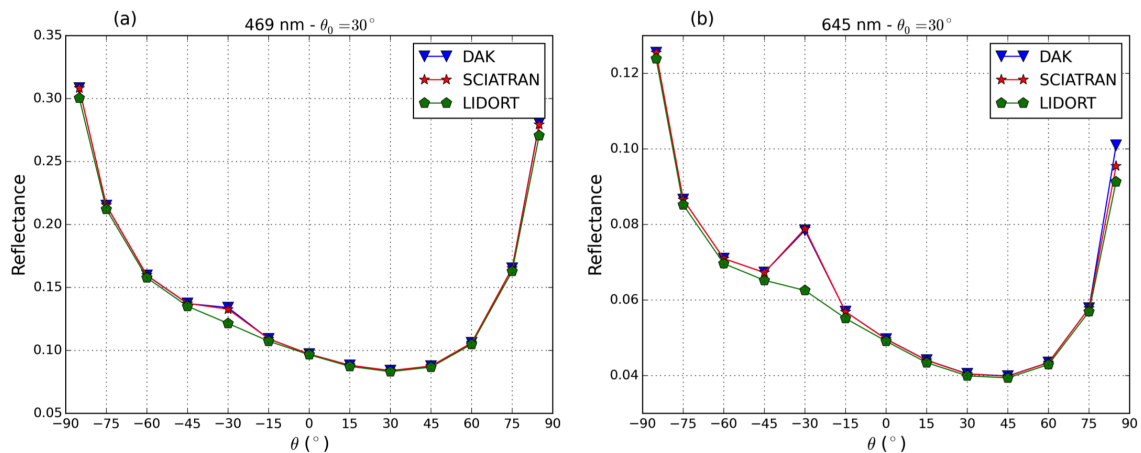 (a)
469 nm - θ₀ =30°
0.35
0.30
0.25
0.20
0.15
0.10
0.05
Reflectance
DAK
SCIATRAN
LIDORT
−90 −75 −60 −45 −30 −15 0 15 30 45 60 75 90
θ (°)
(b)
645 nm - θ₀ =30°
0.12
0.10
0.08
0.06
0.04
Reflectance
DAK
SCIATRAN
LIDORT
−90 −75 −60 −45 −30 −15 0 15 30 45 60 75 90
θ (°)